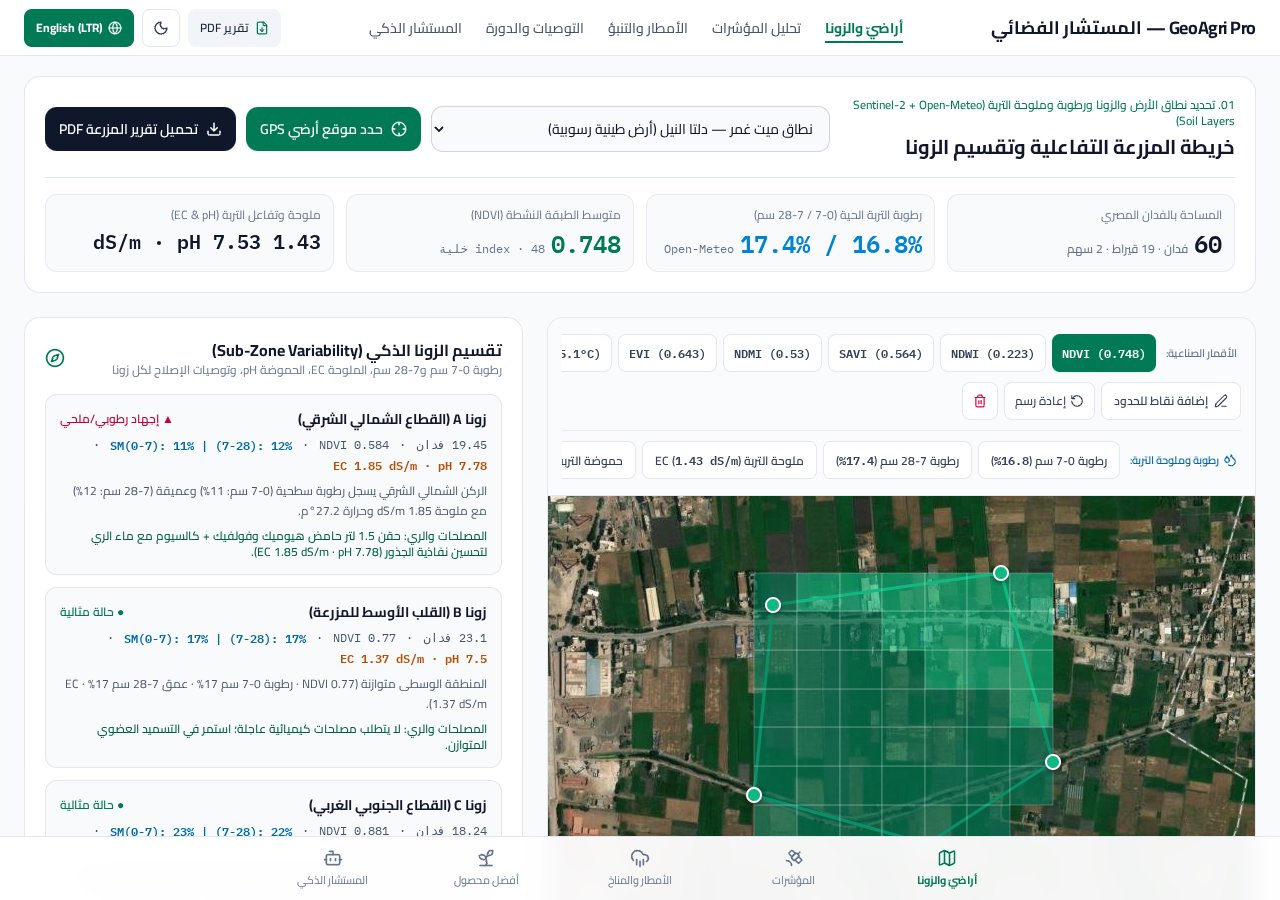 GeoAgri Pro — المستشار الفضائي
أراضيّ والزونا
تحليل المؤشرات
الأمطار والتنبؤ
التوصيات والدورة
المستشار الذكي
تقرير PDF
English (LTR)
01. تحديد نطاق الأرض والزونا ورطوبة وملوحة التربة (Sentinel-2 + Open-Meteo
Soil Layers)
خريطة المزرعة التفاعلية وتقسيم الزونا
نطاق ميت غمر — دلتا النيل (أرض طينية رسوبية)
حدد موقع أرضي GPS
تحميل تقرير المزرعة PDF
المساحة بالفدان المصري
60 فدان · 19 قيراط · 2 سهم
رطوبة التربة الحية (0-7 / 7-28 سم)
17.4% / 16.8% Open-Meteo
متوسط الطبقة النشطة (NDVI)
0.748 index · 48 خلية
ملوحة وتفاعل التربة (EC & pH)
dS/m · pH 7.53 1.43
الأقمار الصناعية:
NDVI (0.748)
NDWI (0.223)
SAVI (0.564)
NDMI (0.53)
EVI (0.643)
5.1°C)
إضافة نقاط للحدود
إعادة رسم
رطوبة وملوحة التربة:
رطوبة 0-7 سم (16.8%)
رطوبة 7-28 سم (17.4%)
ملوحة التربة EC (1.43 dS/m)
حموضة الترب
تقسيم الزونا الذكي (Sub-Zone Variability)
رطوبة 0-7 سم و7-28 سم، الملوحة EC، الحموضة pH، وتوصيات الإصلاح لكل زونا
زونا A (القطاع الشمالي الشرقي)
▲ إجهاد رطوبي/ملحي
19.45 فدان · NDVI 0.584 · SM(0-7): 11% | (7-28): 12% ·
EC 1.85 dS/m · pH 7.78
الركن الشمالي الشرقي يسجل رطوبة سطحية (0-7 سم: 11%) وعميقة (7-28 سم: 12%)
مع ملوحة 1.85 dS/m وحرارة 27.2°م.
المصلحات والري: حقن 1.5 لتر حامض هيوميك وفولفيك + كالسيوم مع ماء الري
لتحسين نفاذية الجذور (EC 1.85 dS/m · pH 7.78).
زونا B (القلب الأوسط للمزرعة)
● حالة مثالية
23.1 فدان · NDVI 0.77 · SM(0-7): 17% | (7-28): 17% ·
EC 1.37 dS/m · pH 7.5
المنطقة الوسطى متوازنة (NDVI 0.77 · رطوبة 0-7 سم 17% · عمق 7-28 سم 17% · EC
1.37 dS/m).
المصلحات والري: لا يتطلب مصلحات كيميائية عاجلة؛ استمر في التسميد العضوي
المتوازن.
زونا C (القطاع الجنوبي الغربي)
● حالة مثالية
18.24 فدان · NDVI 0.881 · SM(0-7): 23% | (7-28): 22% ·
أراضيّ والزونا
المؤشرات
الأمطار والمناخ
أفضل محصول
المستشار الذكي